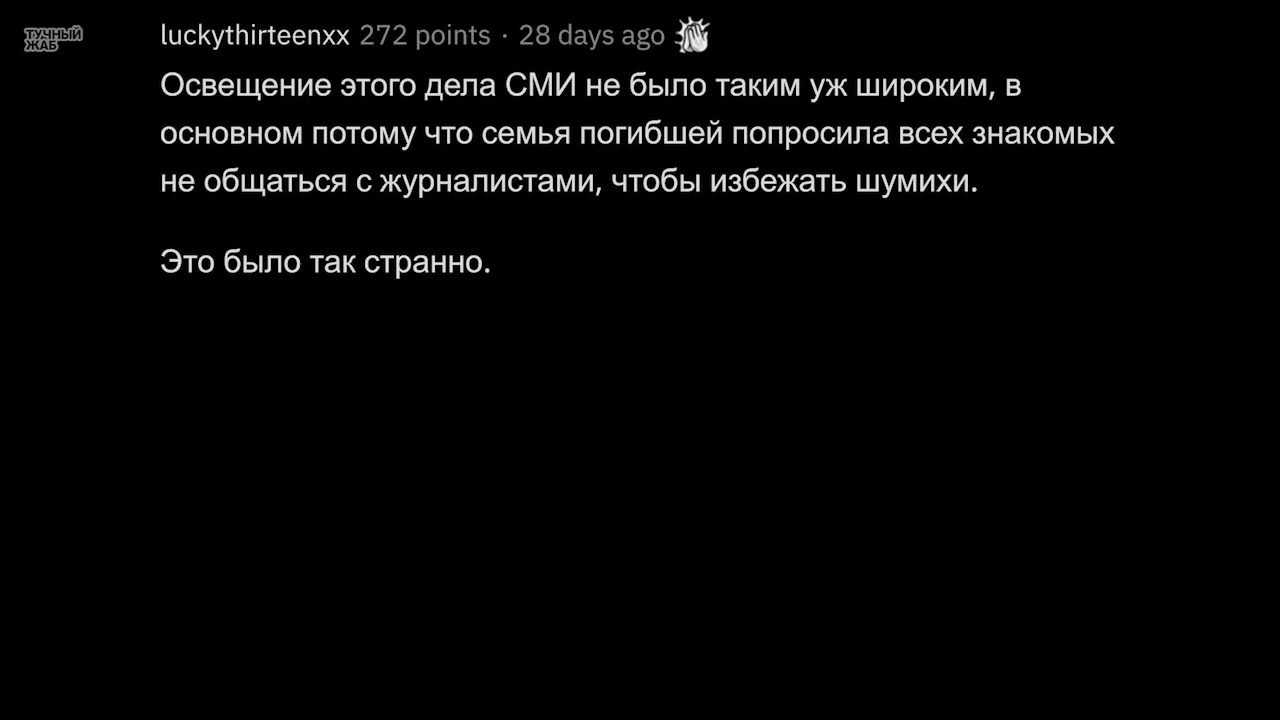 ТУЧНЫЙ
ЖАБ
luckythirteenxx 272 points · 28 days ago
Освещение этого дела СМИ не было таким уж широким, в
основном потому что семья погибшей попросила всех знакомых
не общаться с журналистами, чтобы избежать шумихи.
Это было так странно.